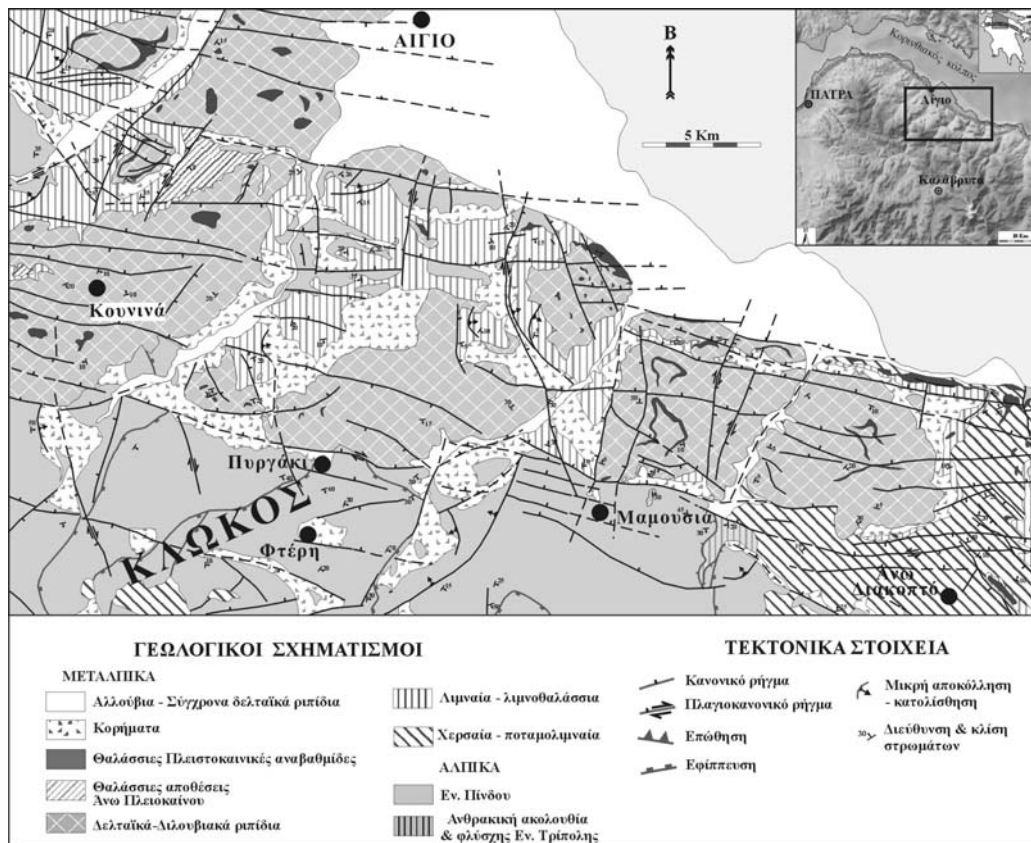 ΑΙΓΙΟ
Β
5 Km
Κορινθιακός κόλπος
ΠΑΤΡΑ
Αίγιο
Καλάβρυτα
10 Km
Κουνινά
Πυργάκι
ΚΛΩΚΟΣ
Φτέρη
Μαμουσιά
Άνω
Διακοπτό
ΓΕΩΛΟΓΙΚΟΙ ΣΧΗΜΑΤΙΣΜΟΙ
ΜΕΤΑΛΠΙΚΑ
Αλλούβια - Σύγχρονα δελταϊκά ριπίδια
Κορήματα
Θαλάσσιες Πλειστοκαινικές αναβαθμίδες
Θαλάσσιες αποθέσεις
Άνω Πλειοκαίνου
Δελταϊκά-Διλουβιακά ριπίδια
Λιμναία - λιμνοθαλάσσια
Χερσαία - ποταμολιμναία
ΑΛΠΙΚΑ
Εν. Πίνδου
Ανθρακική ακολουθία
& φλύσχης Εν. Τρίπολης
ΤΕΚΤΟΝΙΚΑ ΣΤΟΙΧΕΙΑ
Κανονικό ρήγμα
Πλαγιοκανονικό ρήγμα
Επώθηση
Εφίππευση
Μικρή αποκόλληση
- κατολίσθηση
30
Διεύθυνση & κλίση
στρωμάτων